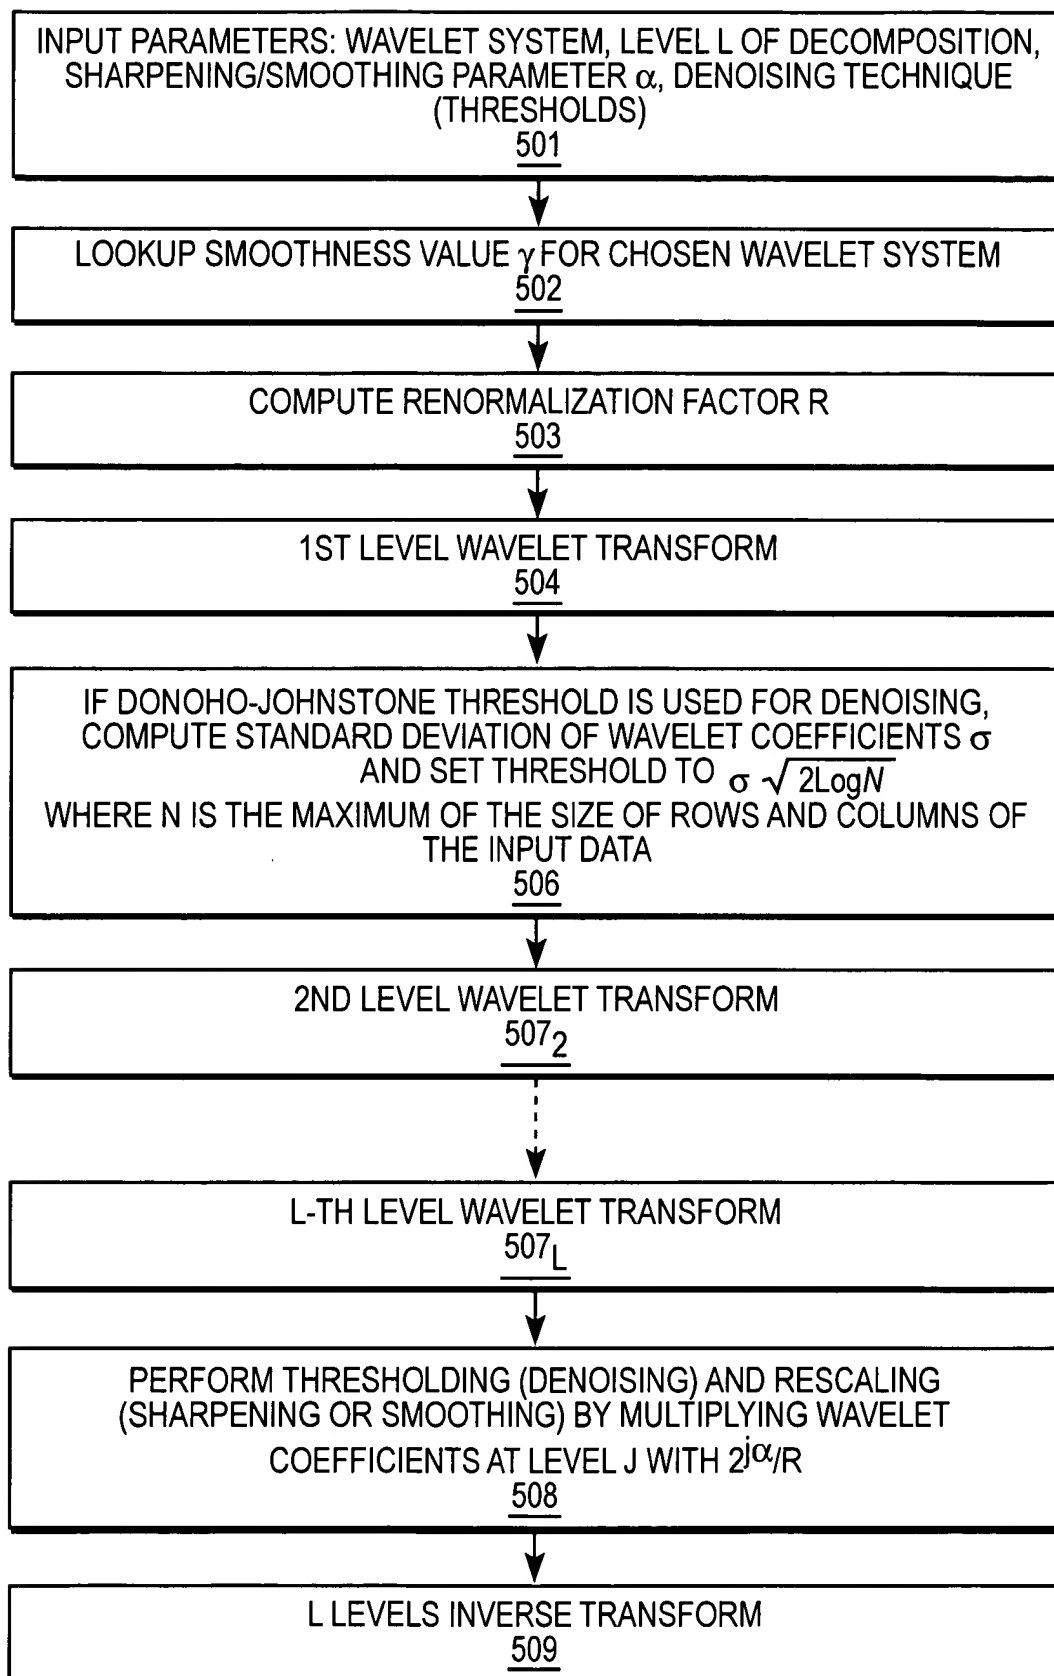 INPUT PARAMETERS: WAVELET SYSTEM, LEVEL L OF DECOMPOSITION,
SHARPENING/SMOOTHING PARAMETER α, DENOISING TECHNIQUE
(THRESHOLDS)
501
LOOKUP SMOOTHNESS VALUE γ FOR CHOSEN WAVELET SYSTEM
502
COMPUTE RENORMALIZATION FACTOR R
503
1ST LEVEL WAVELET TRANSFORM
504
IF DONOHO-JOHNSTONE THRESHOLD IS USED FOR DENOISING,
COMPUTE STANDARD DEVIATION OF WAVELET COEFFICIENTS σ
AND SET THRESHOLD TO σ √2LogN
WHERE N IS THE MAXIMUM OF THE SIZE OF ROWS AND COLUMNS OF
THE INPUT DATA
506
2ND LEVEL WAVELET TRANSFORM
507₂
L-TH LEVEL WAVELET TRANSFORM
507L
PERFORM THRESHOLDING (DENOISING) AND RESCALING
(SHARPENING OR SMOOTHING) BY MULTIPLYING WAVELET
COEFFICIENTS AT LEVEL J WITH 2^jα/R
508
L LEVELS INVERSE TRANSFORM
509